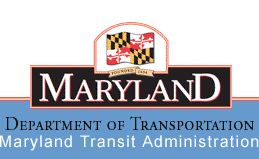 FOUNDED 1634
MARYLAND
DEPARTMENT OF TRANSPORTATION
Maryland Transit Administration